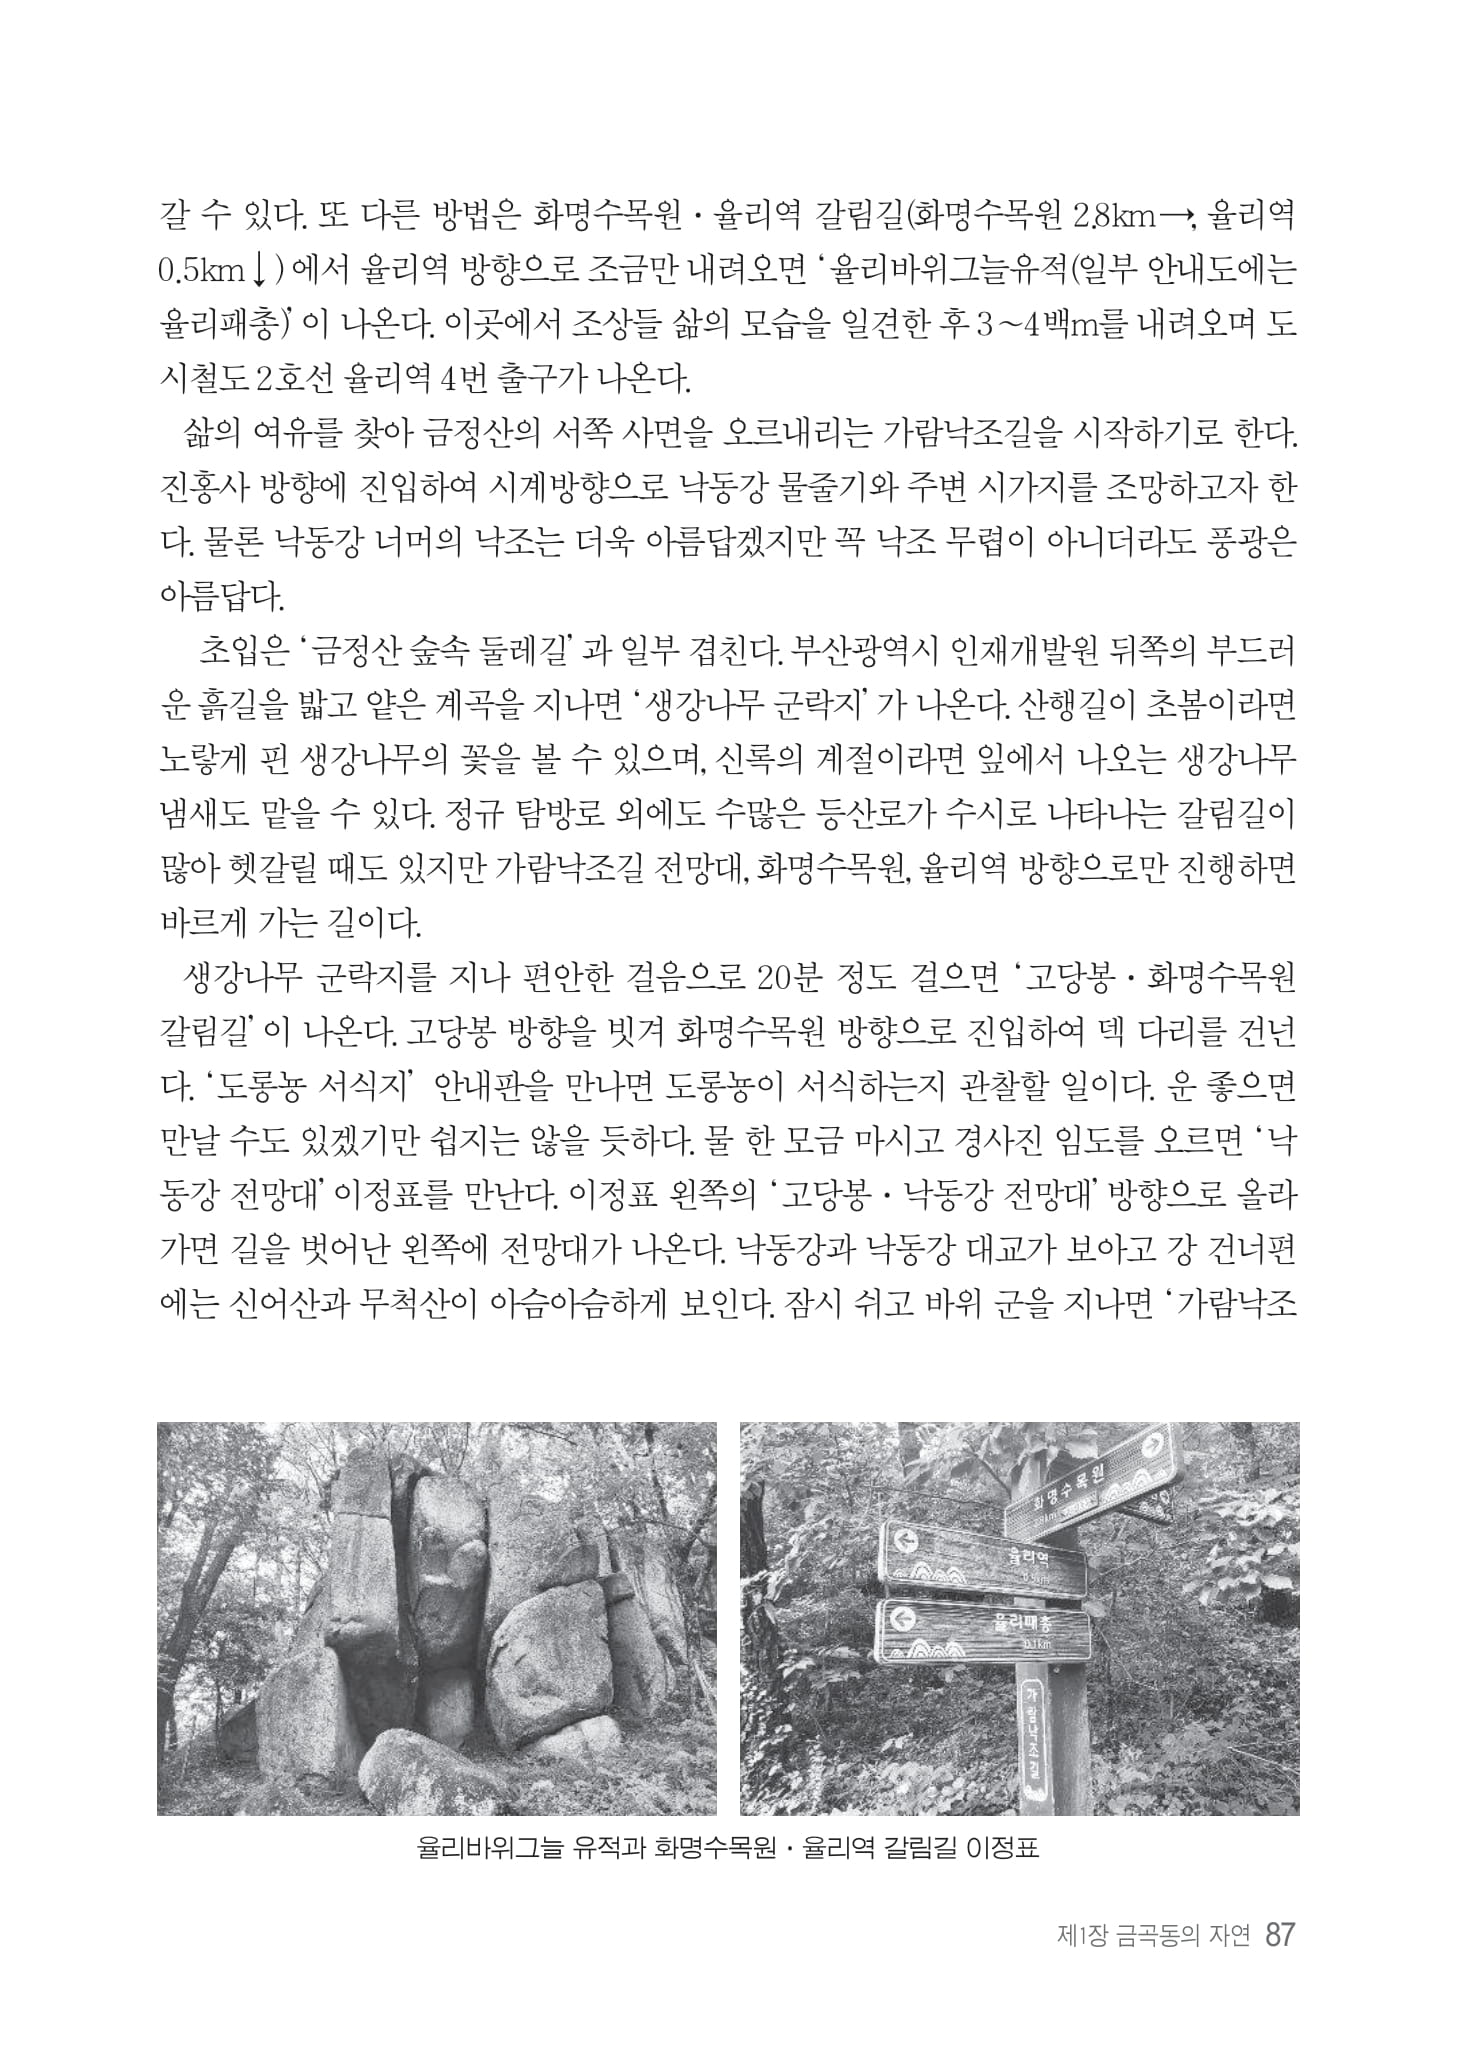 갈 수 있다. 또 다른 방법은 화명수목원·율리역 갈림길(화명수목원 2.8km→, 율리역
0.5km↓)에서 율리역 방향으로 조금만 내려오면 ‘율리바위그늘유적(일부 안내도에는
율리패총)’이 나온다. 이곳에서 조상들 삶의 모습을 일견한 후 3~4백m를 내려오며 도
시철도 2호선 율리역 4번 출구가 나온다.
삶의 여유를 찾아 금정산의 서쪽 사면을 오르내리는 가람낙조길을 시작하기로 한다.
진홍사 방향에 진입하여 시계방향으로 낙동강 물줄기와 주변 시가지를 조망하고자 한
다. 물론 낙동강 너머의 낙조는 더욱 아름답겠지만 꼭 낙조 무렵이 아니더라도 풍광은
아름답다.
초입은 ‘금정산 숲속 둘레길’과 일부 겹친다. 부산광역시 인재개발원 뒤쪽의 부드러
운 흙길을 밟고 얕은 계곡을 지나면 ‘생강나무 군락지’가 나온다. 산행길이 초봄이라면
노랗게 핀 생강나무의 꽃을 볼 수 있으며, 신록의 계절이라면 잎에서 나오는 생강나무
냄새도 맡을 수 있다. 정규 탐방로 외에도 수많은 등산로가 수시로 나타나는 갈림길이
많아 헷갈릴 때도 있지만 가람낙조길 전망대, 화명수목원, 율리역 방향으로만 진행하면
바르게 가는 길이다.
생강나무 군락지를 지나 편안한 걸음으로 20분 정도 걸으면 ‘고당봉·화명수목원
갈림길’이 나온다. 고당봉 방향을 빗겨 화명수목원 방향으로 진입하여 덱 다리를 건넌
다. ‘도롱뇽 서식지’ 안내판을 만나면 도롱뇽이 서식하는지 관찰할 일이다. 운 좋으면
만날 수도 있겠기만 쉽지는 않을 듯하다. 물 한 모금 마시고 경사진 임도를 오르면 ‘낙
동강 전망대’ 이정표를 만난다. 이정표 왼쪽의 ‘고당봉·낙동강 전망대’ 방향으로 올라
가면 길을 벗어난 왼쪽에 전망대가 나온다. 낙동강과 낙동강 대교가 보아고 강 건너편
에는 신어산과 무척산이 아슴아슴하게 보인다. 잠시 쉬고 바위 군을 지나면 ‘가람낙조
화명수목원
율리역
0.5km
율리패총
0.1km
가람낙조길
율리바위그늘 유적과 화명수목원·율리역 갈림길 이정표
제1장 금곡동의 자연 87